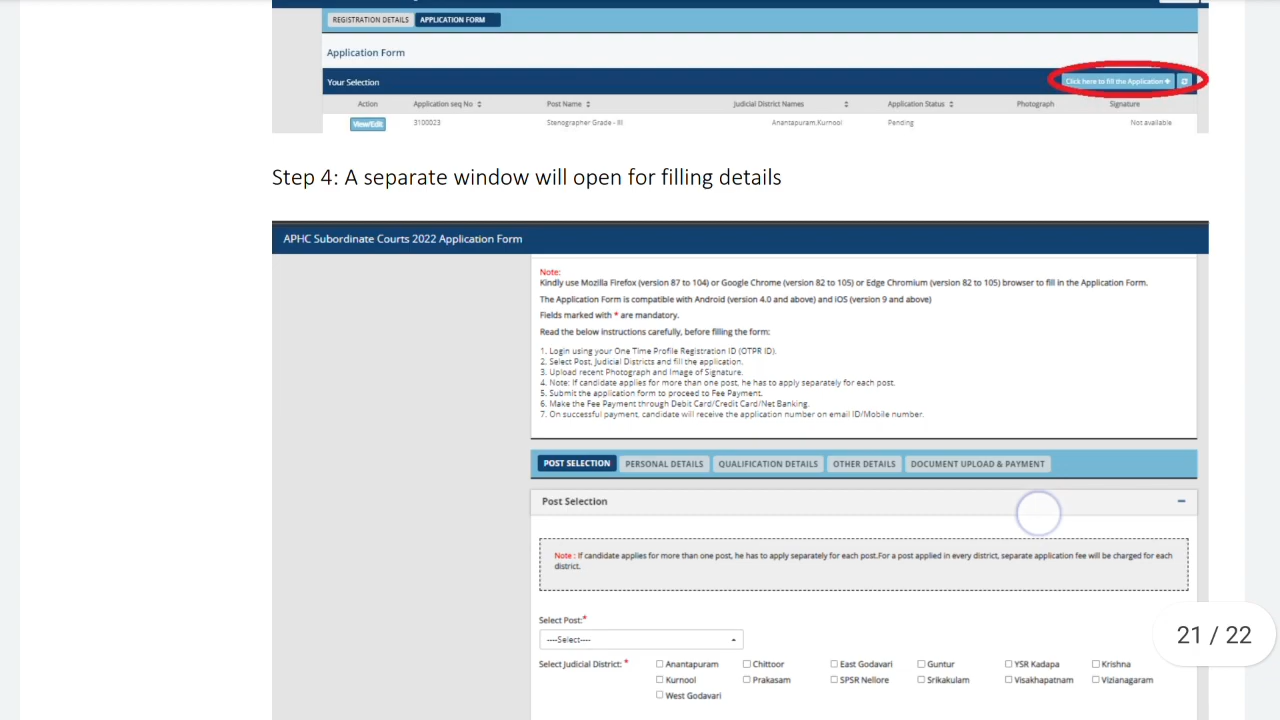 REGISTRATION DETAILS APPLICATION FORM
Application Form
Your Selection Click here to fill the Application
Action Application seq No Post Name Judicial District Names Application Status Photograph Signature
View/Edit 3100023 Stenographer Grade - III Anantapuram,Kurnool Pending Not available
Step 4: A separate window will open for filling details
APHC Subordinate Courts 2022 Application Form
Note:
Kindly use Mozilla Firefox (version 87 to 104) or Google Chrome (version 82 to 105) or Edge Chromium (version 82 to 105) browser to fill in the Application Form.
The Application Form is compatible with Android (version 4.0 and above) and iOS (version 9 and above)
Fields marked with * are mandatory.
Read the below instructions carefully, before filling the form:
1. Login using your One Time Profile Registration ID (OTPR ID).
2. Select Post, Judicial Districts and fill the application.
3. Upload recent Photograph and Image of Signature.
4. Note: If candidate applies for more than one post, he has to apply separately for each post.
5. Submit the application form to proceed to Fee Payment.
6. Make the Fee Payment through Debit Card/Credit Card/Net Banking.
7. On successful payment, candidate will receive the application number on email ID/Mobile number.
POST SELECTION PERSONAL DETAILS QUALIFICATION DETAILS OTHER DETAILS DOCUMENT UPLOAD & PAYMENT
Post Selection
Note : If candidate applies for more than one post, he has to apply separately for each post.For a post applied in every district, separate application fee will be charged for each
district.
Select Post:*
----Select----
Select Judicial District: * Anantapuram Chittoor East Godavari Guntur YSR Kadapa Krishna
Kurnool Prakasam SPSR Nellore Srikakulam Visakhapatnam Vizianagaram
West Godavari
21 / 22